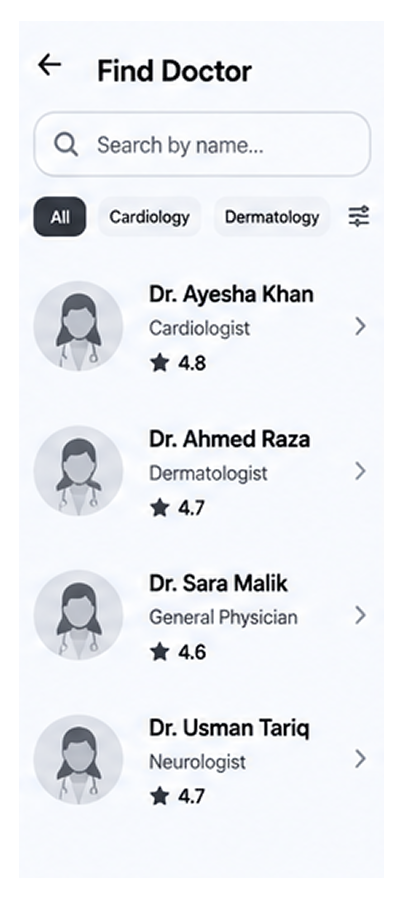 Find Doctor
Search by name...
All Cardiology Dermatology
Dr. Ayesha Khan
Cardiologist
4.8
Dr. Ahmed Raza
Dermatologist
4.7
Dr. Sara Malik
General Physician
4.6
Dr. Usman Tariq
Neurologist
4.7